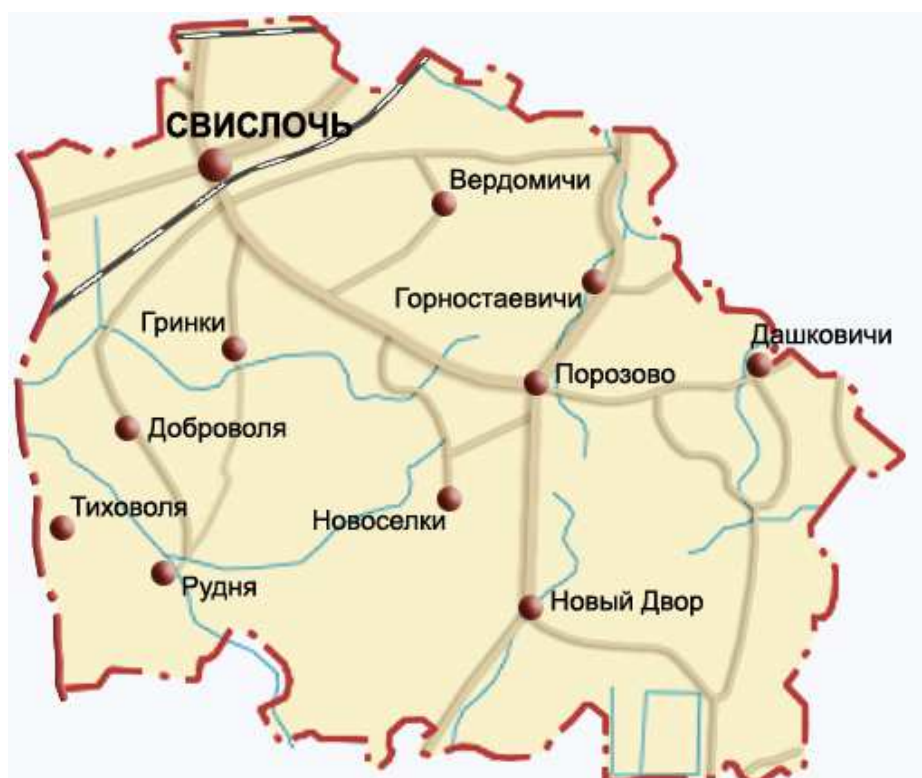 СВИСЛОЧЬ
Вердомичи
Горностаевичи
Гринки
Дашковичи
Порозово
Доброволя
Тиховоля
Новоселки
Рудня
Новый Двор